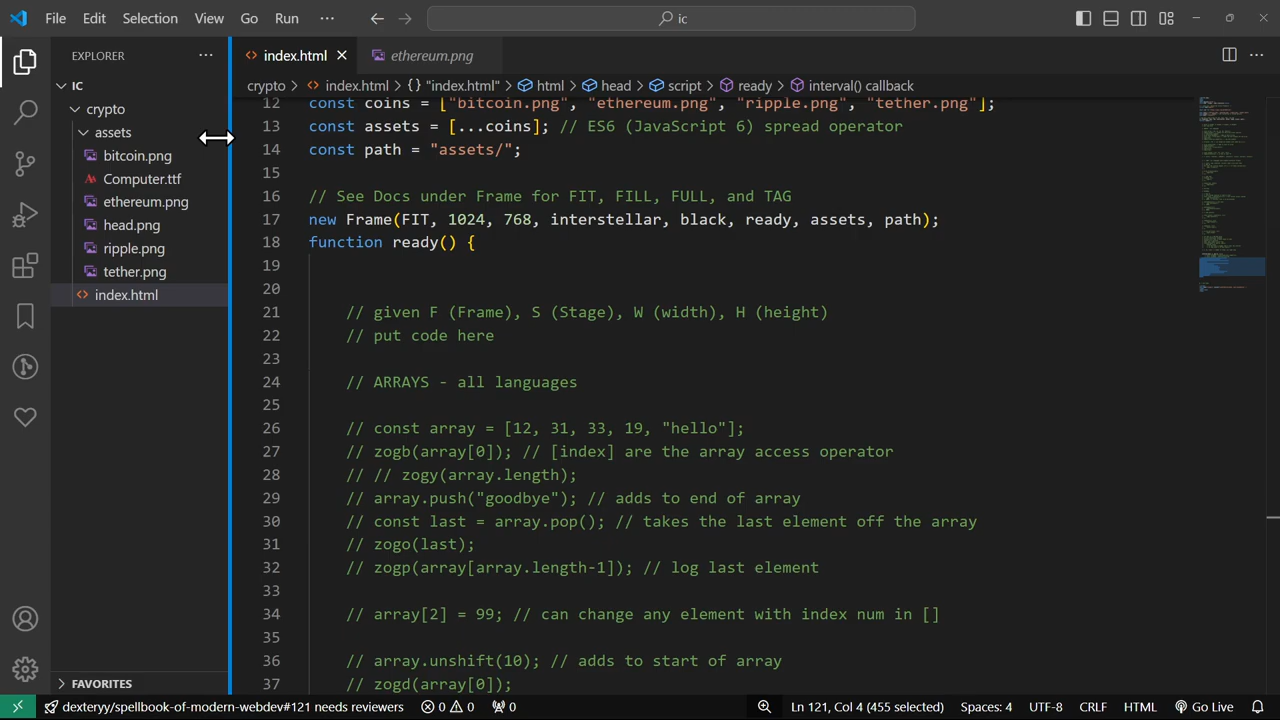 File Edit Selection View Go Run ··· ic
EXPLORER ···
IC
crypto
assets
bitcoin.png
Computer.ttf
ethereum.png
head.png
ripple.png
tether.png
index.html
FAVORITES
index.html ethereum.png ···
crypto > index.html > {} "index.html" > html > head > script > ready > interval() callback
12 const coins = ["bitcoin.png", "ethereum.png", "ripple.png", "tether.png"];
13 const assets = [...coins]; // ES6 (JavaScript 6) spread operator
14 const path = "assets/";
15
16 // See Docs under Frame for FIT, FILL, FULL, and TAG
17 new Frame(FIT, 1024, 768, interstellar, black, ready, assets, path);
18 function ready() {
19
20
21 // given F (Frame), S (Stage), W (width), H (height)
22 // put code here
23
24 // ARRAYS - all languages
25
26 // const array = [12, 31, 33, 19, "hello"];
27 // zogb(array[0]); // [index] are the array access operator
28 // // zogy(array.length);
29 // array.push("goodbye"); // adds to end of array
30 // const last = array.pop(); // takes the last element off the array
31 // zogo(last);
32 // zogp(array[array.length-1]); // log last element
33
34 // array[2] = 99; // can change any element with index num in []
35
36 // array.unshift(10); // adds to start of array
37 // zogd(array[0]);
dexteryy/spellbook-of-modern-webdev#121 needs reviewers 0 0 0 Ln 121, Col 4 (455 selected) Spaces: 4 UTF-8 CRLF HTML Go Live